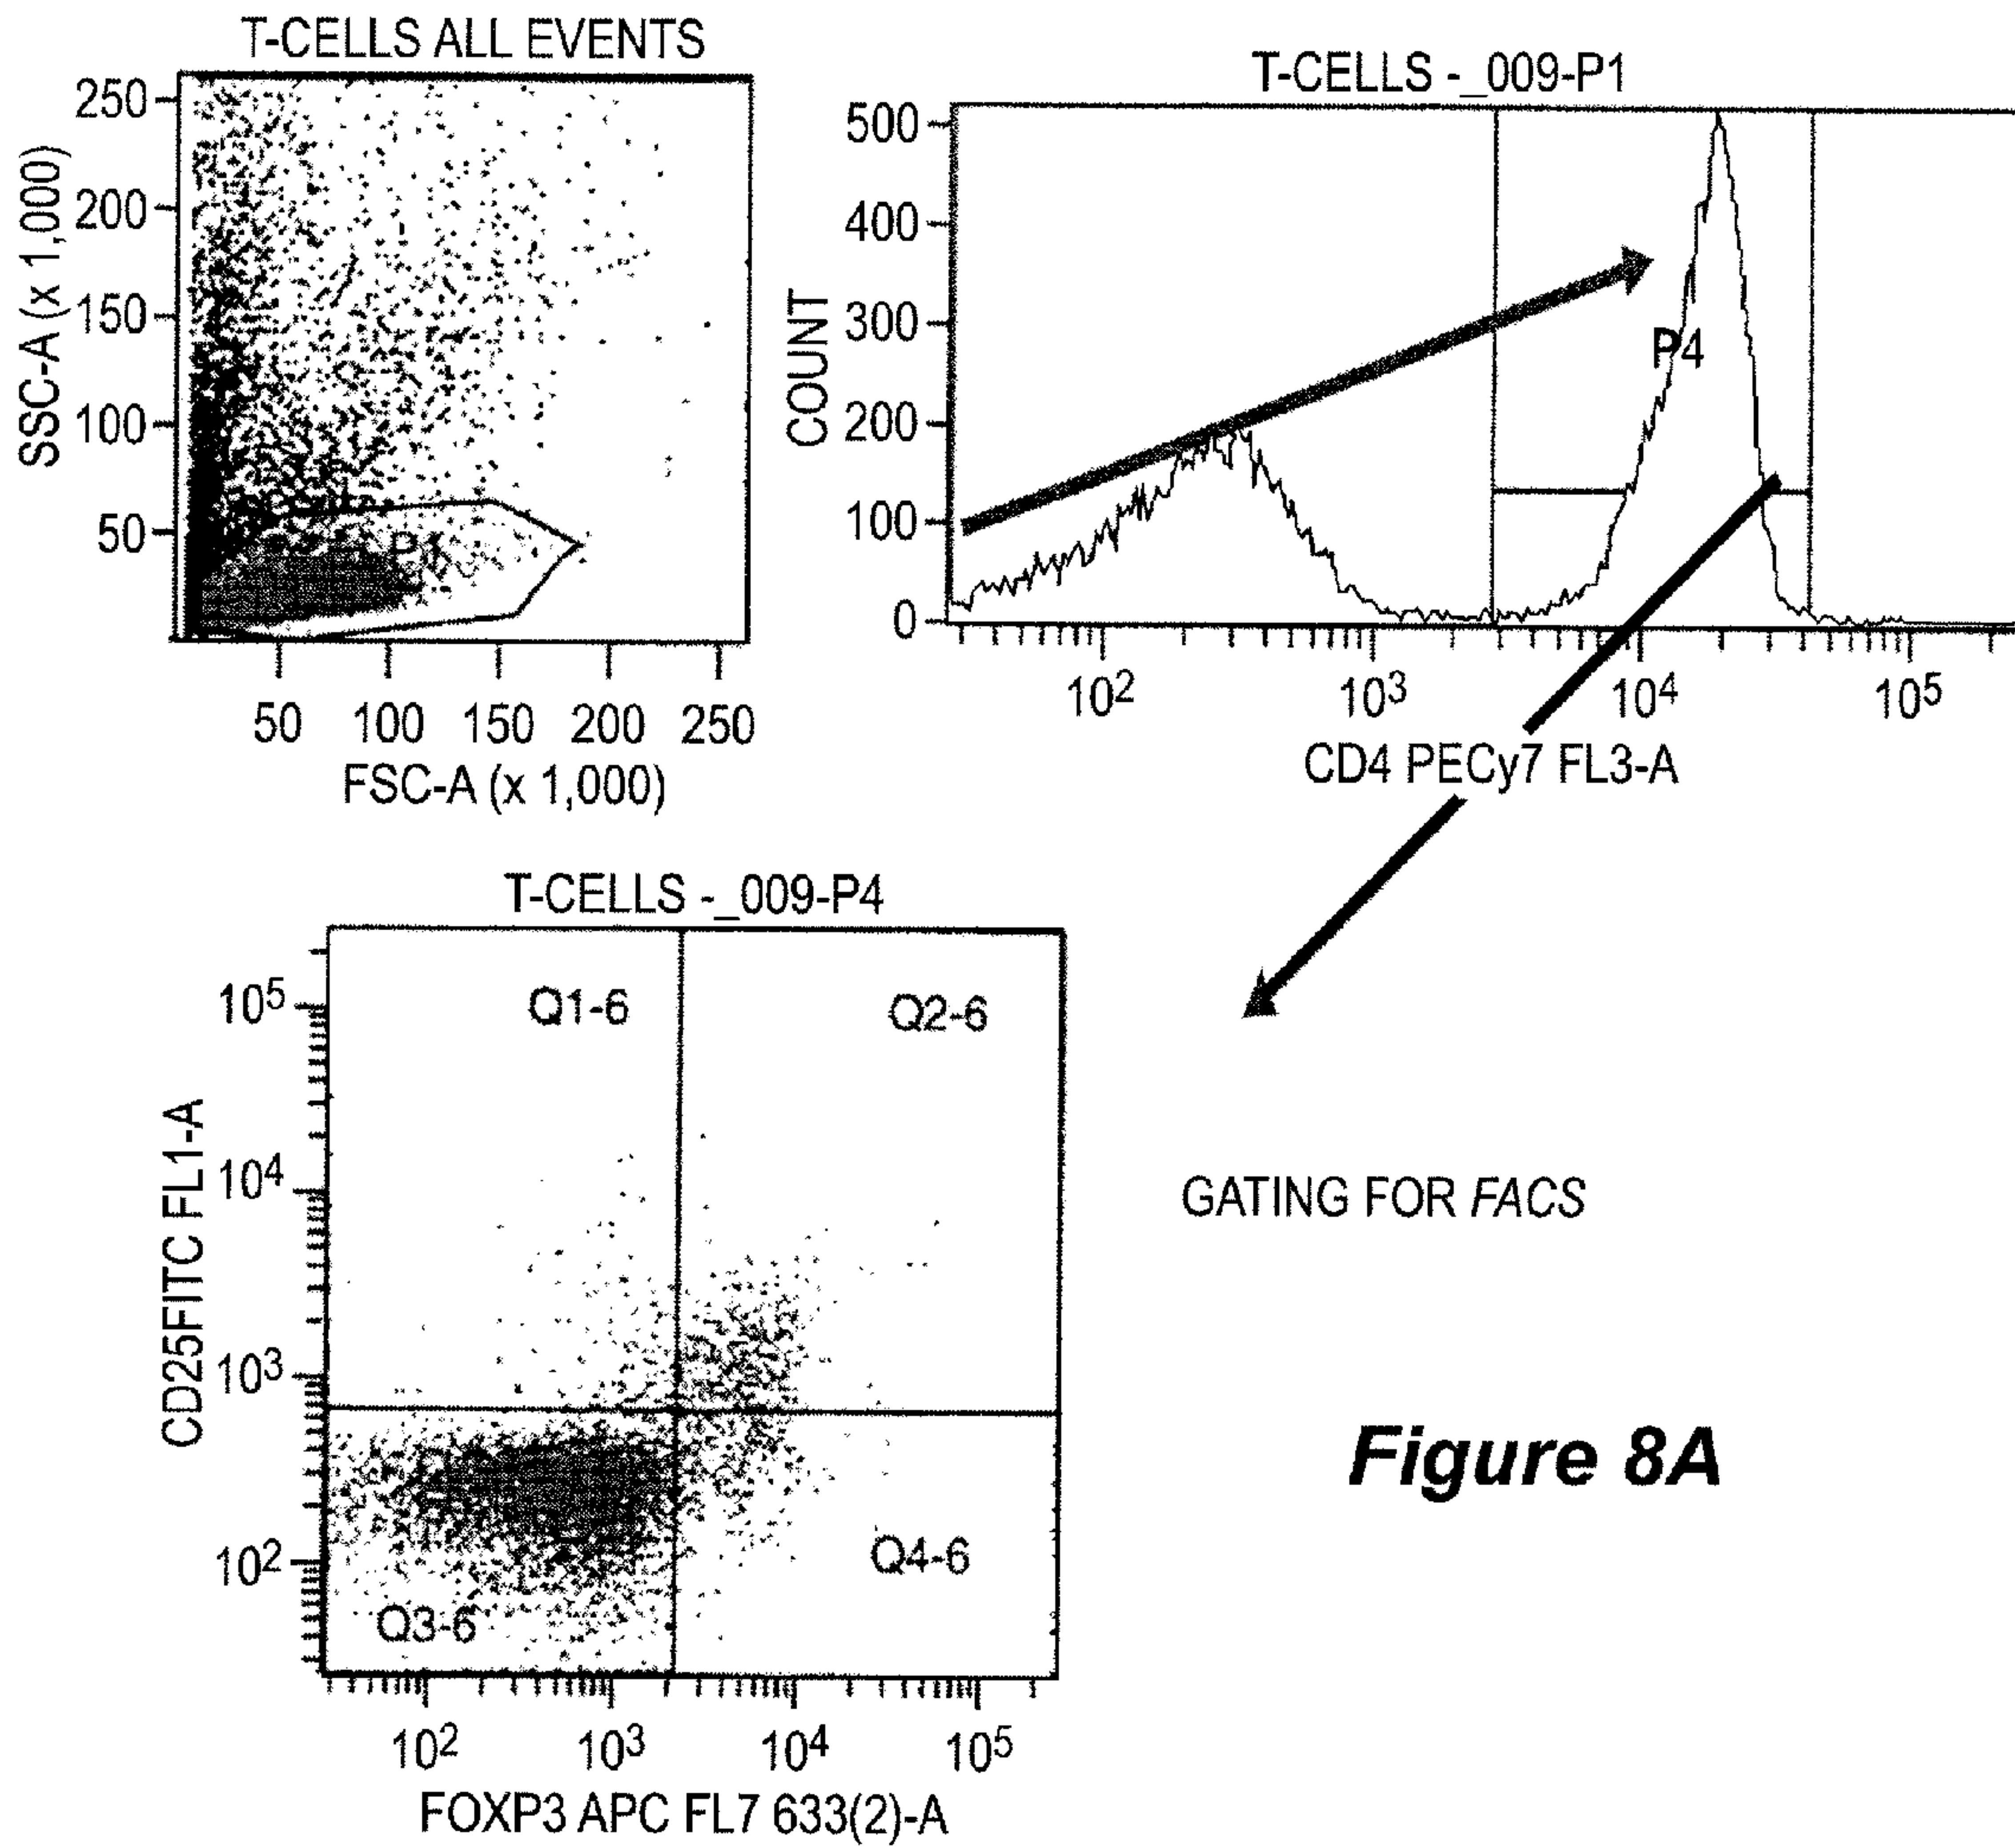 T-CELLS ALL EVENTS
SSC-A (x 1,000)
250
200
150
100
50
P1
50 100 150 200 250
FSC-A (x 1,000)
T-CELLS -_009-P1
COUNT
500
400
300
200
100
0
P4
102 103 104 105
CD4 PECy7 FL3-A
T-CELLS -_009-P4
CD25FITC FL1-A
105
104
103
102
Q1-6 Q2-6
Q3-6 Q4-6
102 103 104 105
FOXP3 APC FL7 633(2)-A
GATING FOR FACS
Figure 8A